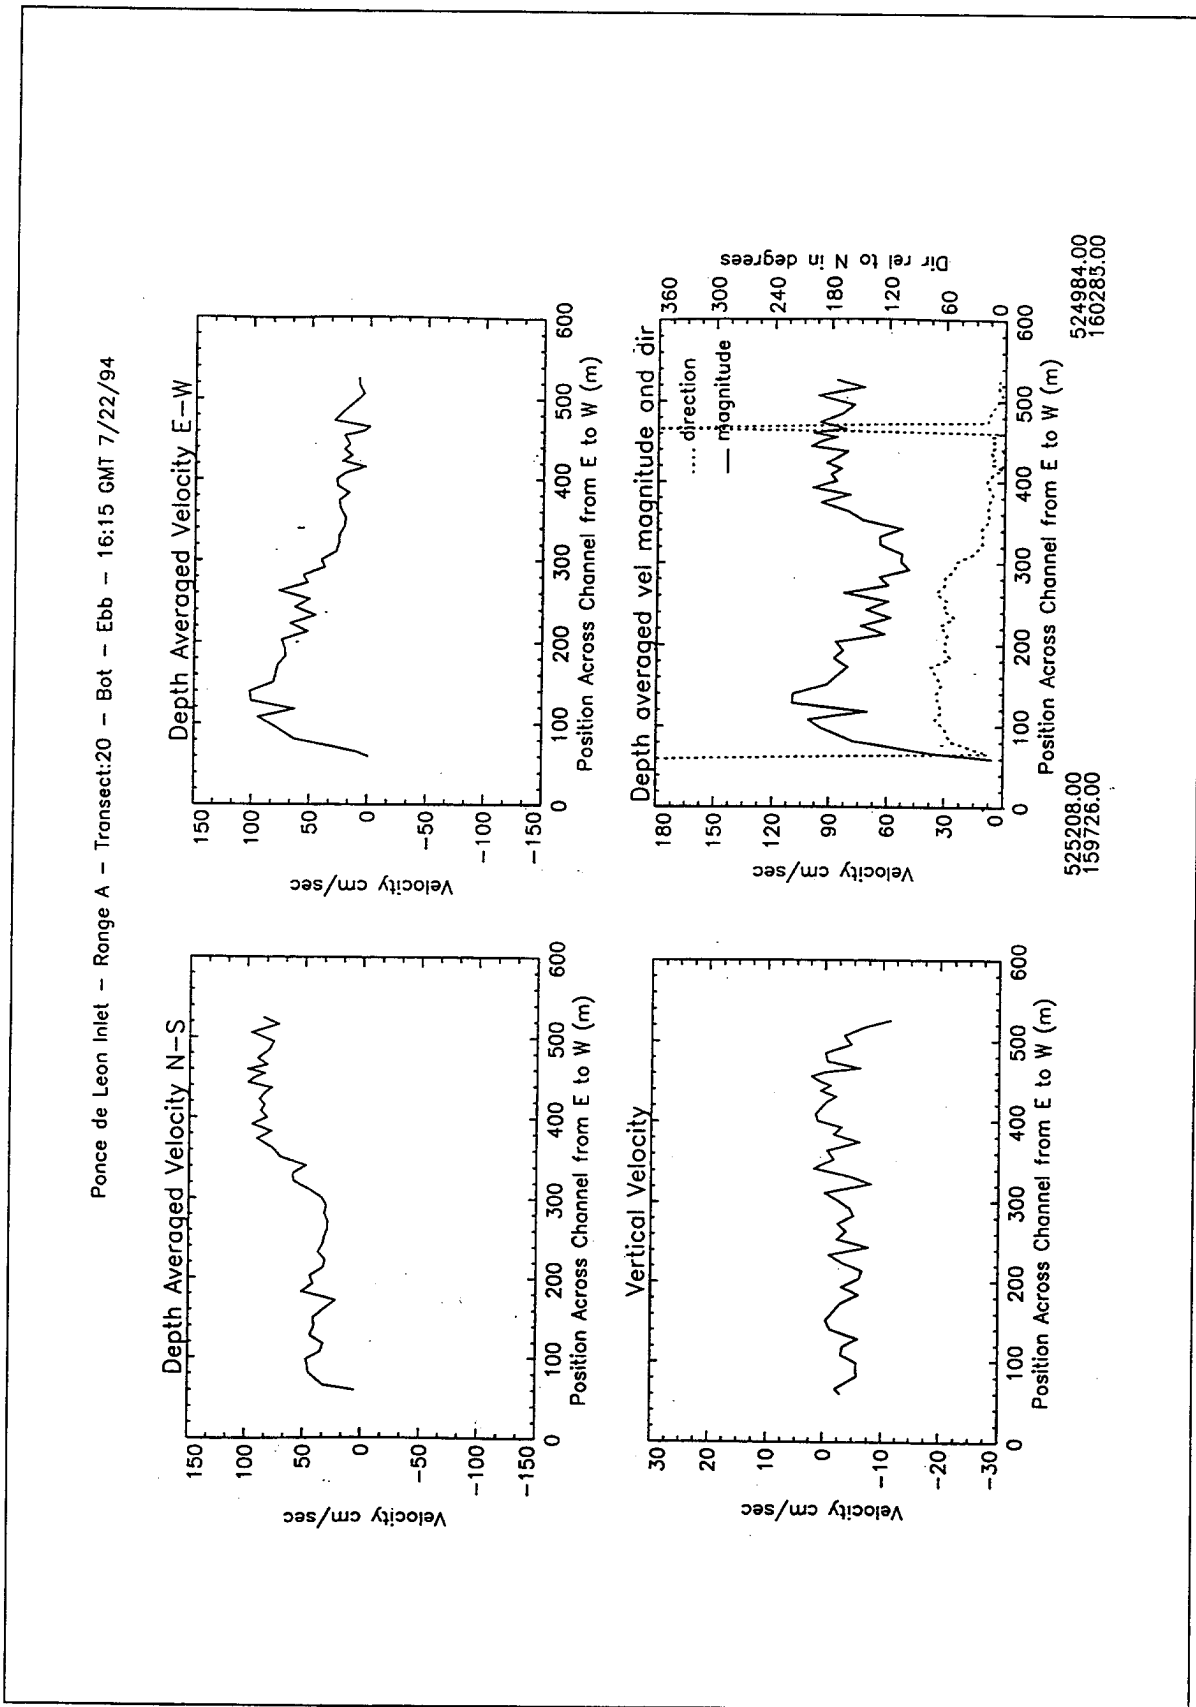 Ponce de Leon Inlet – Range A – Transect:20 – Bot – Ebb – 16:15 GMT 7/22/94
Depth Averaged Velocity N–S
Velocity cm/sec
150
100
50
0
–50
–100
–150
0 100 200 300 400 500 600
Position Across Channel from E to W (m)
Depth Averaged Velocity E–W
Velocity cm/sec
150
100
50
0
–50
–100
–150
0 100 200 300 400 500 600
Position Across Channel from E to W (m)
Vertical Velocity
Velocity cm/sec
30
20
10
0
–10
–20
–30
0 100 200 300 400 500 600
Position Across Channel from E to W (m)
Depth averaged vel magnitude and dir
direction
magnitude
Velocity cm/sec
180
150
120
90
60
30
0
Dir rel to N in degrees
360
300
240
180
120
60
0
0 100 200 300 400 500 600
Position Across Channel from E to W (m)
525208.00
159726.00
524984.00
160285.00